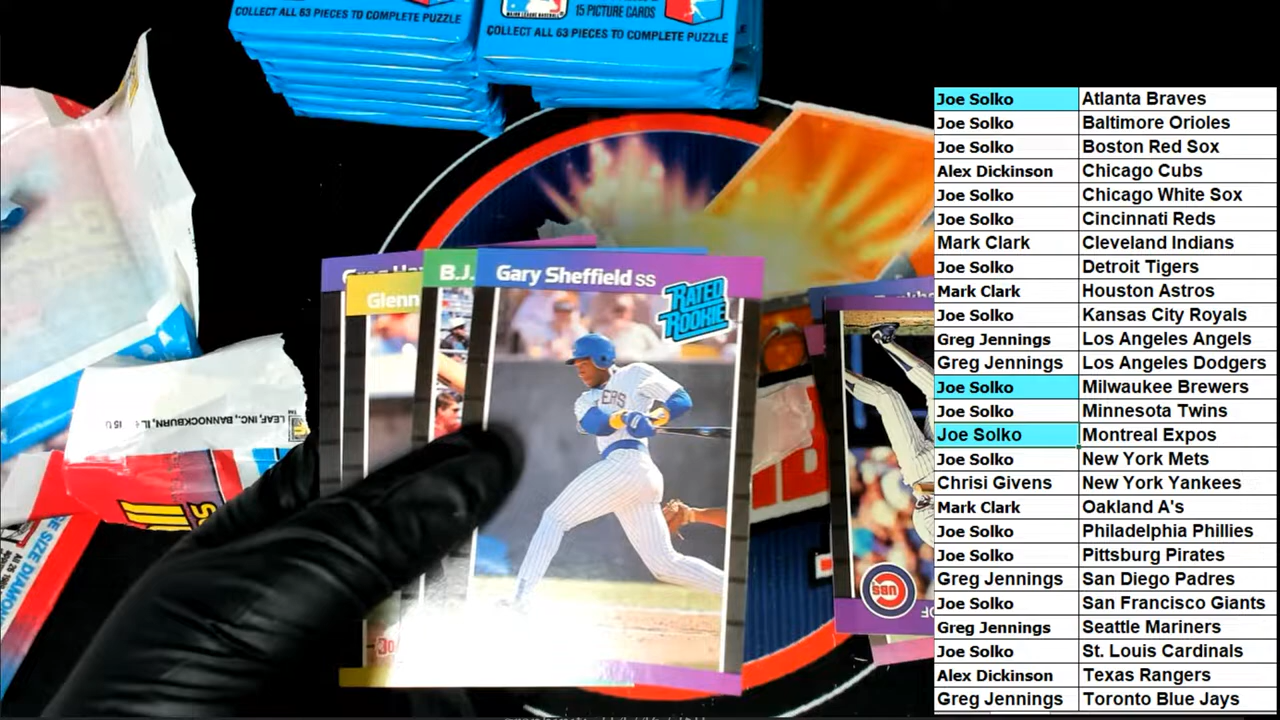 COLLECT ALL 63 PIECES TO COMPLETE PUZZLE
MAJOR LEAGUE BASEBALL
15 PICTURE CARDS
COLLECT ALL 63 PIECES TO COMPLETE PUZZLE
Glenn
B.J.
Gary Sheffield SS
RATED
ROOKIE
ERS
LEAF, INC., BANNOCKBURN, IL
CUBS
SIZE DIAMON
Joe Solko Atlanta Braves
Joe Solko Baltimore Orioles
Joe Solko Boston Red Sox
Alex Dickinson Chicago Cubs
Joe Solko Chicago White Sox
Joe Solko Cincinnati Reds
Mark Clark Cleveland Indians
Joe Solko Detroit Tigers
Mark Clark Houston Astros
Joe Solko Kansas City Royals
Greg Jennings Los Angeles Angels
Greg Jennings Los Angeles Dodgers
Joe Solko Milwaukee Brewers
Joe Solko Minnesota Twins
Joe Solko Montreal Expos
Joe Solko New York Mets
Chrisi Givens New York Yankees
Mark Clark Oakland A's
Joe Solko Philadelphia Phillies
Joe Solko Pittsburg Pirates
Greg Jennings San Diego Padres
Joe Solko San Francisco Giants
Greg Jennings Seattle Mariners
Joe Solko St. Louis Cardinals
Alex Dickinson Texas Rangers
Greg Jennings Toronto Blue Jays